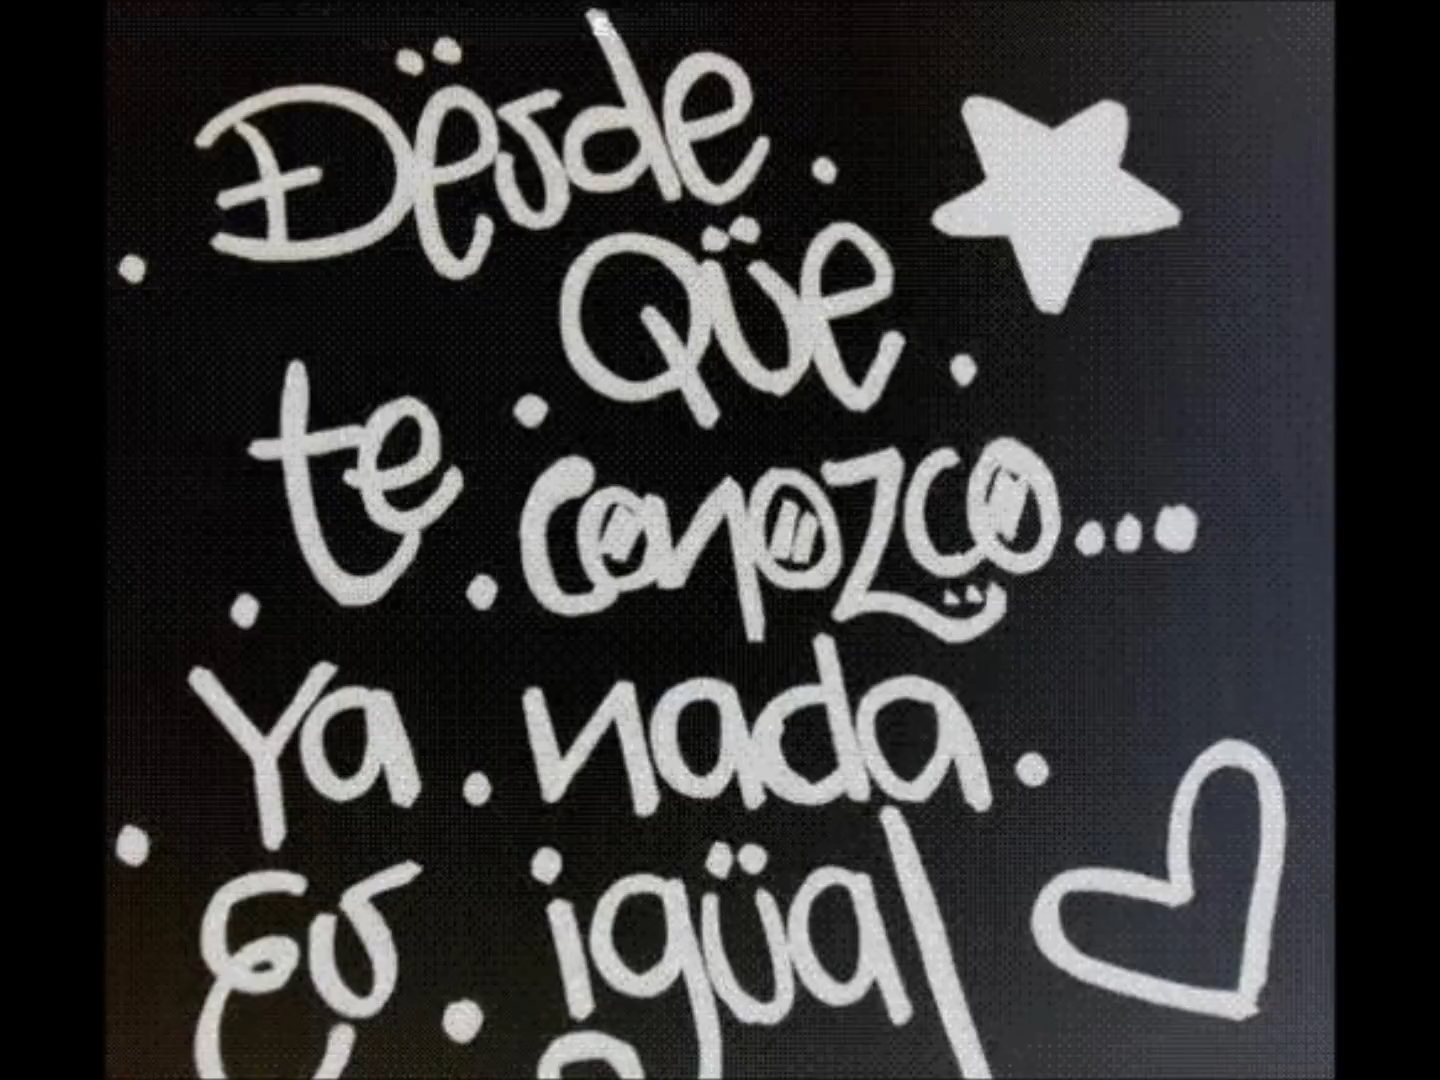 Dësde.
Qüe.
te. conozco...
Ya. nada.
es. igüal